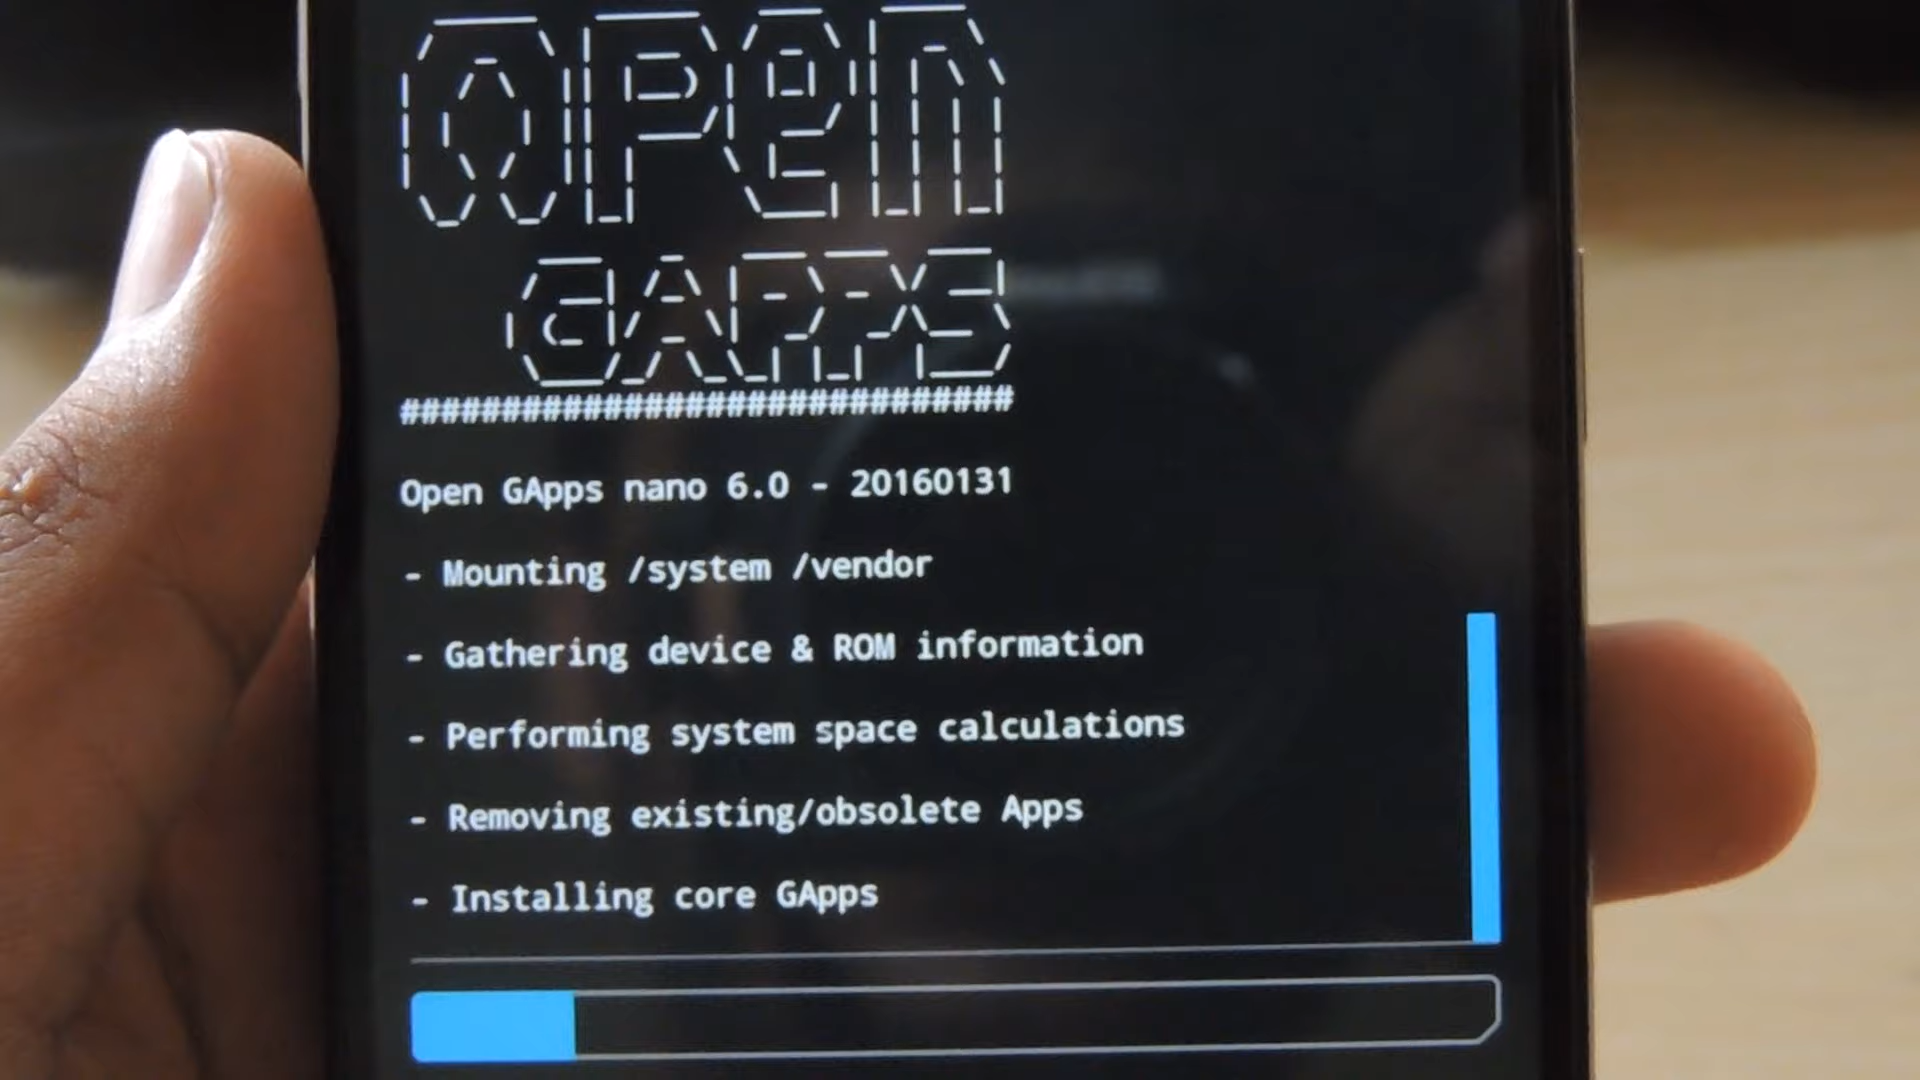 OPEN
GAPPS
##############################
Open GApps nano 6.0 - 20160131
- Mounting /system /vendor
- Gathering device & ROM information
- Performing system space calculations
- Removing existing/obsolete Apps
- Installing core GApps